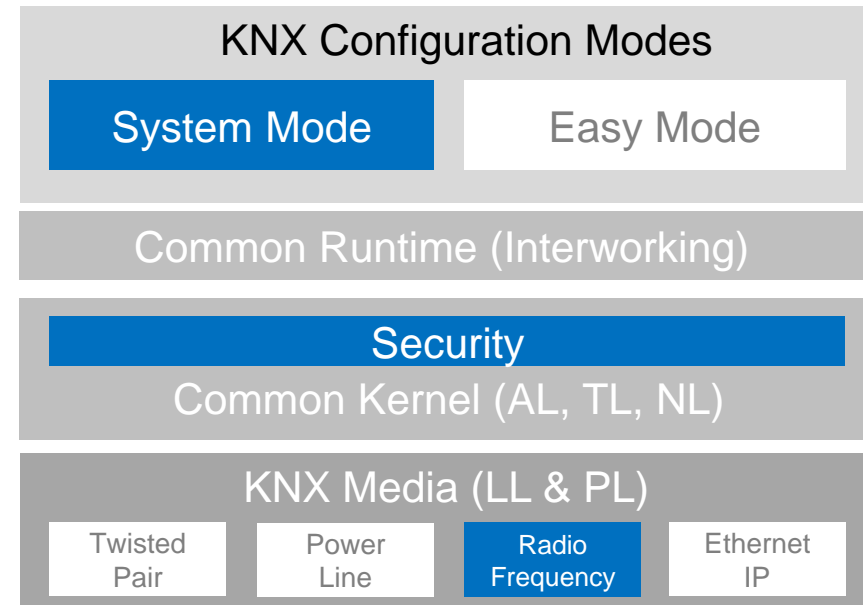 KNX Configuration Modes
System Mode
Easy Mode
Common Runtime (Interworking)
Security
Common Kernel (AL, TL, NL)
KNX Media (LL & PL)
Twisted
Pair
Power
Line
Radio
Frequency
Ethernet
IP